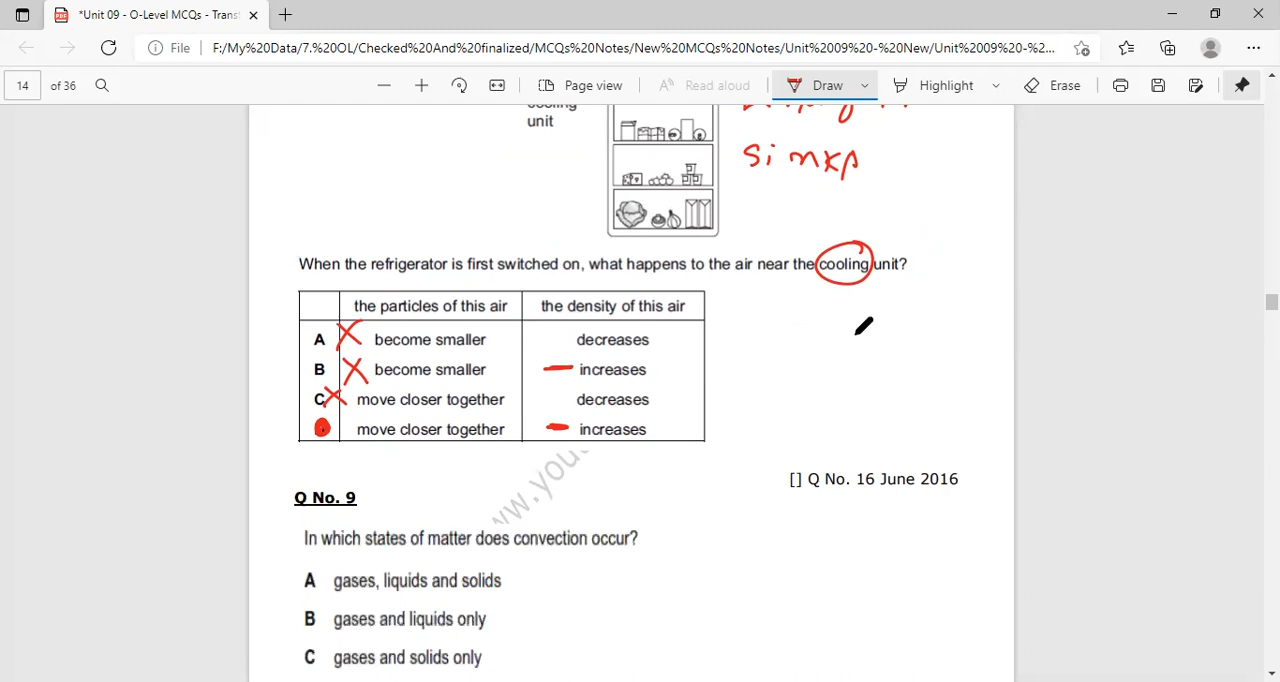 *Unit 09 - O-Level MCQs - Trans
File F:/My%20Data/7.%20OL/Checked%20And%20finalized/MCQs%20Notes/New%20MCQs%20Notes/Unit%2009%20-%20New/Unit%2009%20-%...
14 of 36 Page view Read aloud Draw Highlight Erase
cooling
unit
When the refrigerator is first switched on, what happens to the air near the cooling unit?
the particles of this air the density of this air
A become smaller decreases
B become smaller increases
C move closer together decreases
move closer together increases
[] Q No. 16 June 2016
Q No. 9
In which states of matter does convection occur?
A gases, liquids and solids
B gases and liquids only
C gases and solids only